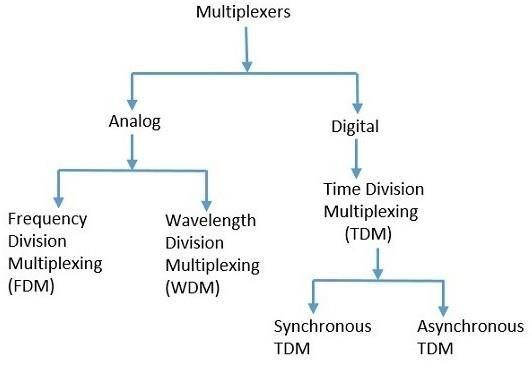 Multiplexers
Analog
Digital
Frequency
Division
Multiplexing
(FDM)
Wavelength
Division
Multiplexing
(WDM)
Time Division
Multiplexing
(TDM)
Synchronous
TDM
Asynchronous
TDM